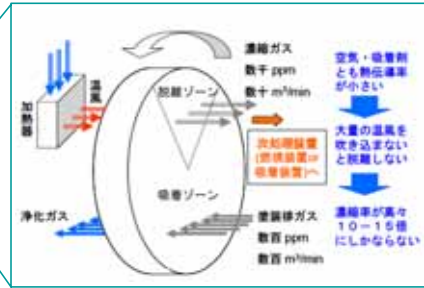 濃縮ガス
数千 ppm
数十 m³/min
空気・吸着剤
とも熱伝導率
が小さい
温風
加熱器
脱離ゾーン
大量の温風を
吹き込まない
と脱離しない
次処理装置
(燃焼装置or
吸着装置)へ
吸着ゾーン
浄化ガス
塗装排ガス
数百 ppm
数百 m³/min
濃縮率が高々
10－15倍
にしかならない